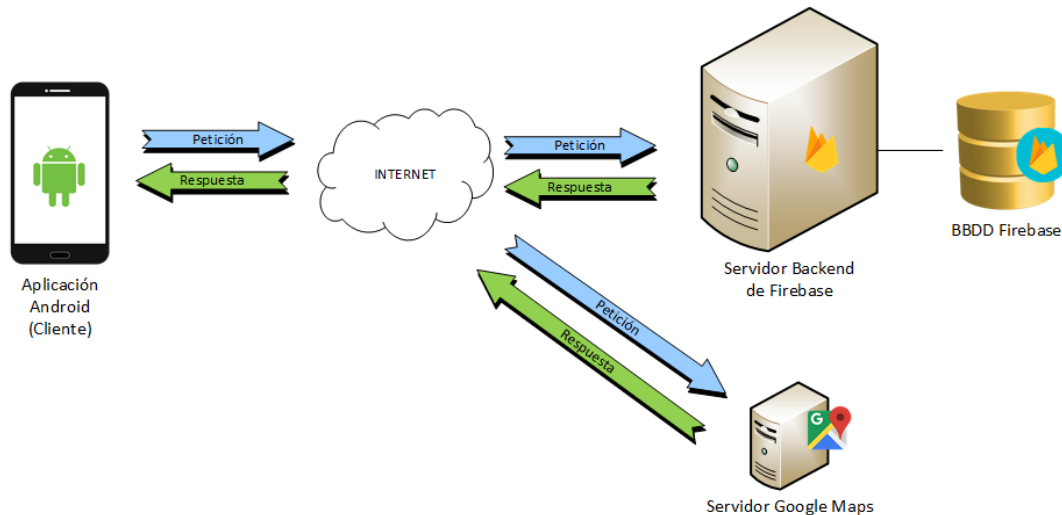 Petición
Respuesta
INTERNET
Petición
Respuesta
BBDD Firebase
Servidor Backend
de Firebase
Aplicación
Android
(Cliente)
Petición
Respuesta
G
Servidor Google Maps